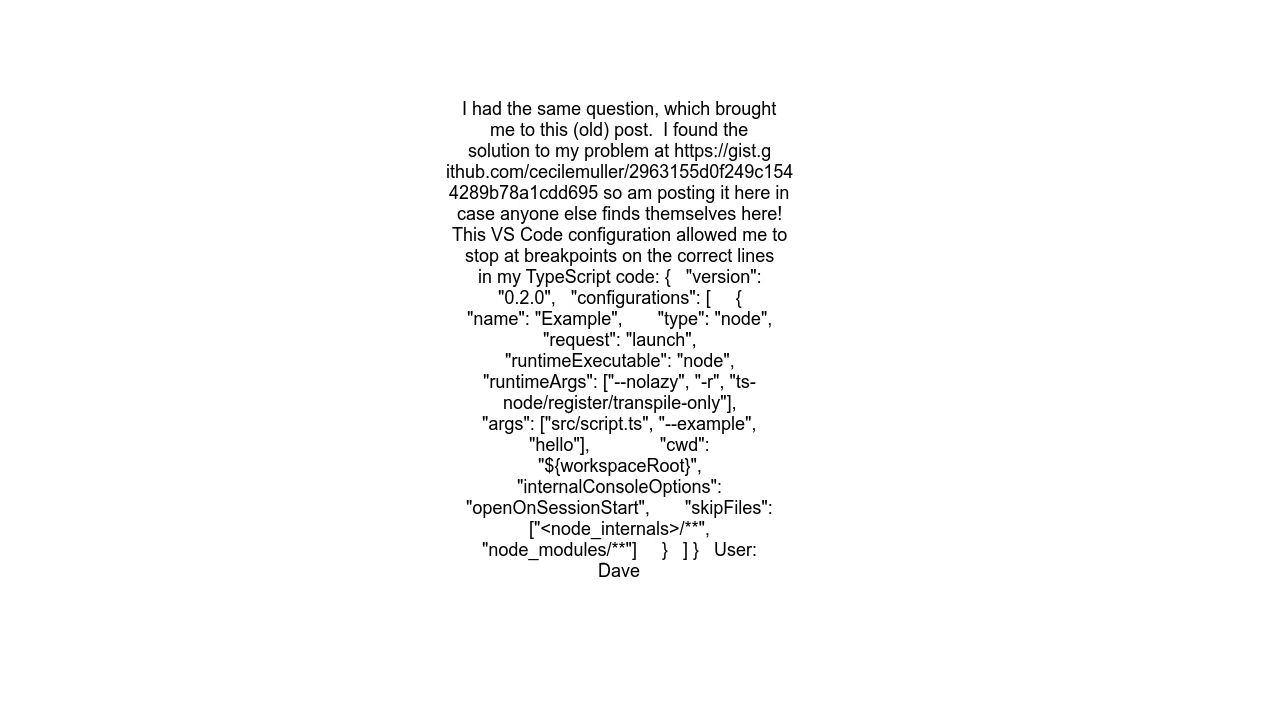 I had the same question, which brought
me to this (old) post.  I found the
solution to my problem at https://gist.g
ithub.com/cecilemuller/2963155d0f249c154
4289b78a1cdd695 so am posting it here in
case anyone else finds themselves here!
This VS Code configuration allowed me to
stop at breakpoints on the correct lines
in my TypeScript code: {   "version":
"0.2.0",   "configurations": [     {
"name": "Example",       "type": "node",
"request": "launch",
"runtimeExecutable": "node",
"runtimeArgs": ["--nolazy", "-r", "ts-
node/register/transpile-only"],
"args": ["src/script.ts", "--example",
"hello"],              "cwd":
"${workspaceRoot}",
"internalConsoleOptions":
"openOnSessionStart",       "skipFiles":
["<node_internals>/**",
"node_modules/**"]     }   ] }   User:
Dave